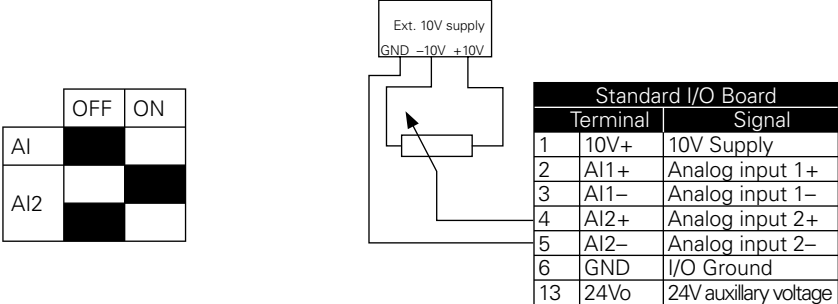 Ext. 10V supply
GND –10V +10V
OFF ON
AI
AI2
Standard I/O Board
Terminal Signal
1 10V+ 10V Supply
2 AI1+ Analog input 1+
3 AI1– Analog input 1–
4 AI2+ Analog input 2+
5 AI2– Analog input 2–
6 GND I/O Ground
13 24Vo 24V auxillary voltage